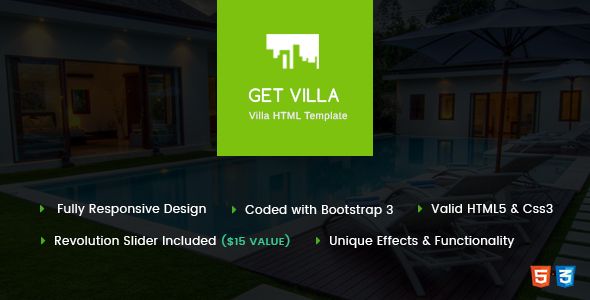 GET VILLA
Villa HTML Template
Fully Responsive Design
Coded with Bootstrap 3
Valid HTML5 & Css3
Revolution Slider Included ($15 VALUE)
Unique Effects & Functionality
5 3